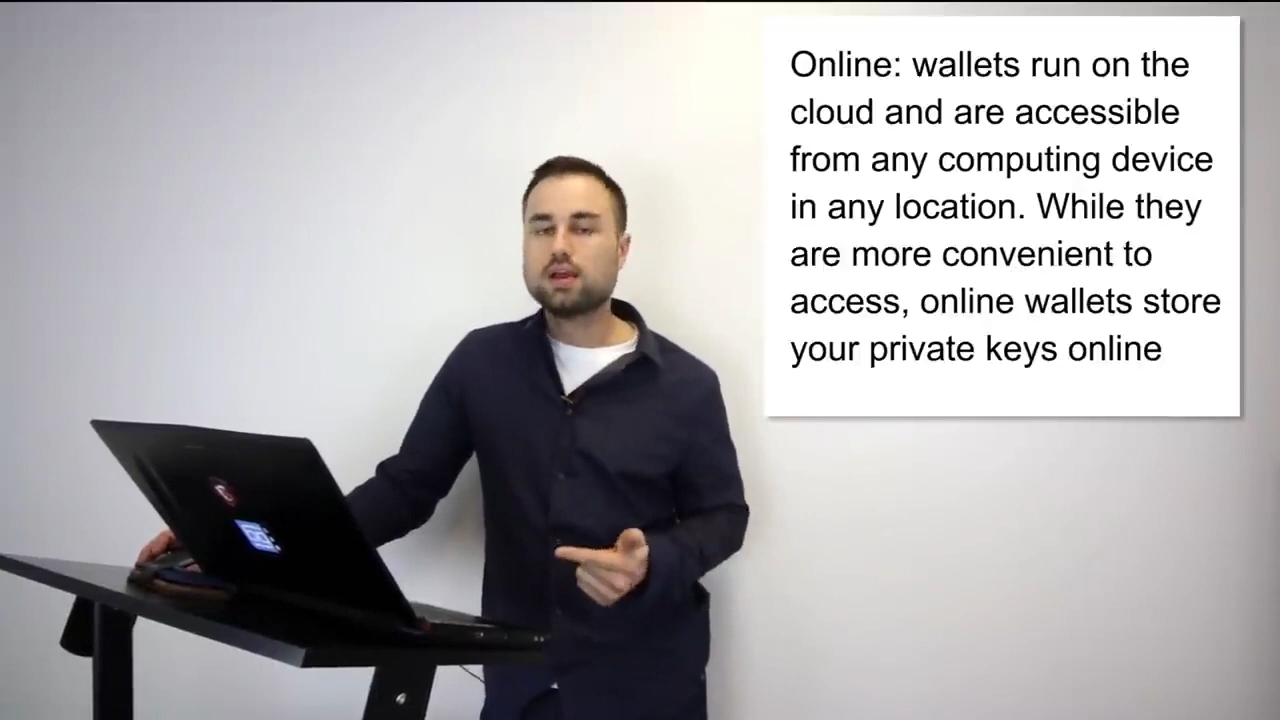 Online: wallets run on the
cloud and are accessible
from any computing device
in any location. While they
are more convenient to
access, online wallets store
your private keys online